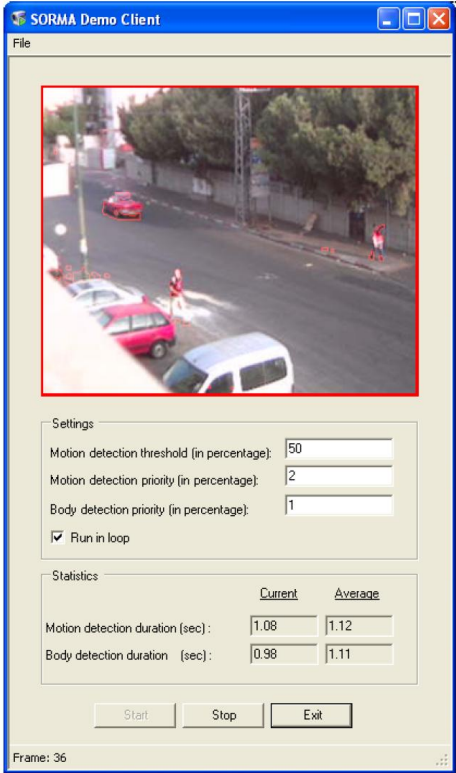 SORMA Demo Client
File
Settings
Motion detection threshold (in percentage): 50
Motion detection priority (in percentage): 2
Body detection priority (in percentage): 1
Run in loop
Statistics
Current Average
Motion detection duration (sec) : 1.08 1.12
Body detection duration (sec) : 0.98 1.11
Start Stop Exit
Frame: 36